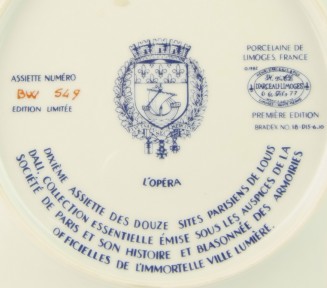 ASSIETTE NUMÉRO
BW 549
EDITION LIMITÉE
PORCELAINE DE
LIMOGES FRANCE
D'ARCEAU LIMOGES
PREMIÈRE EDITION
L'OPÉRA
DIXIÈME ASSIETTE DES DOUZE SITES PARISIENS DE LOUIS
DALI, COLLECTION ESSENTIELLE ÉMISE SOUS LES AUSPICES DE LA
SOCIÉTÉ DE PARIS ET SON HISTOIRE ET BLASONNÉE DES ARMOIRIES
OFFICIELLES DE L'IMMORTELLE VILLE LUMIÈRE.